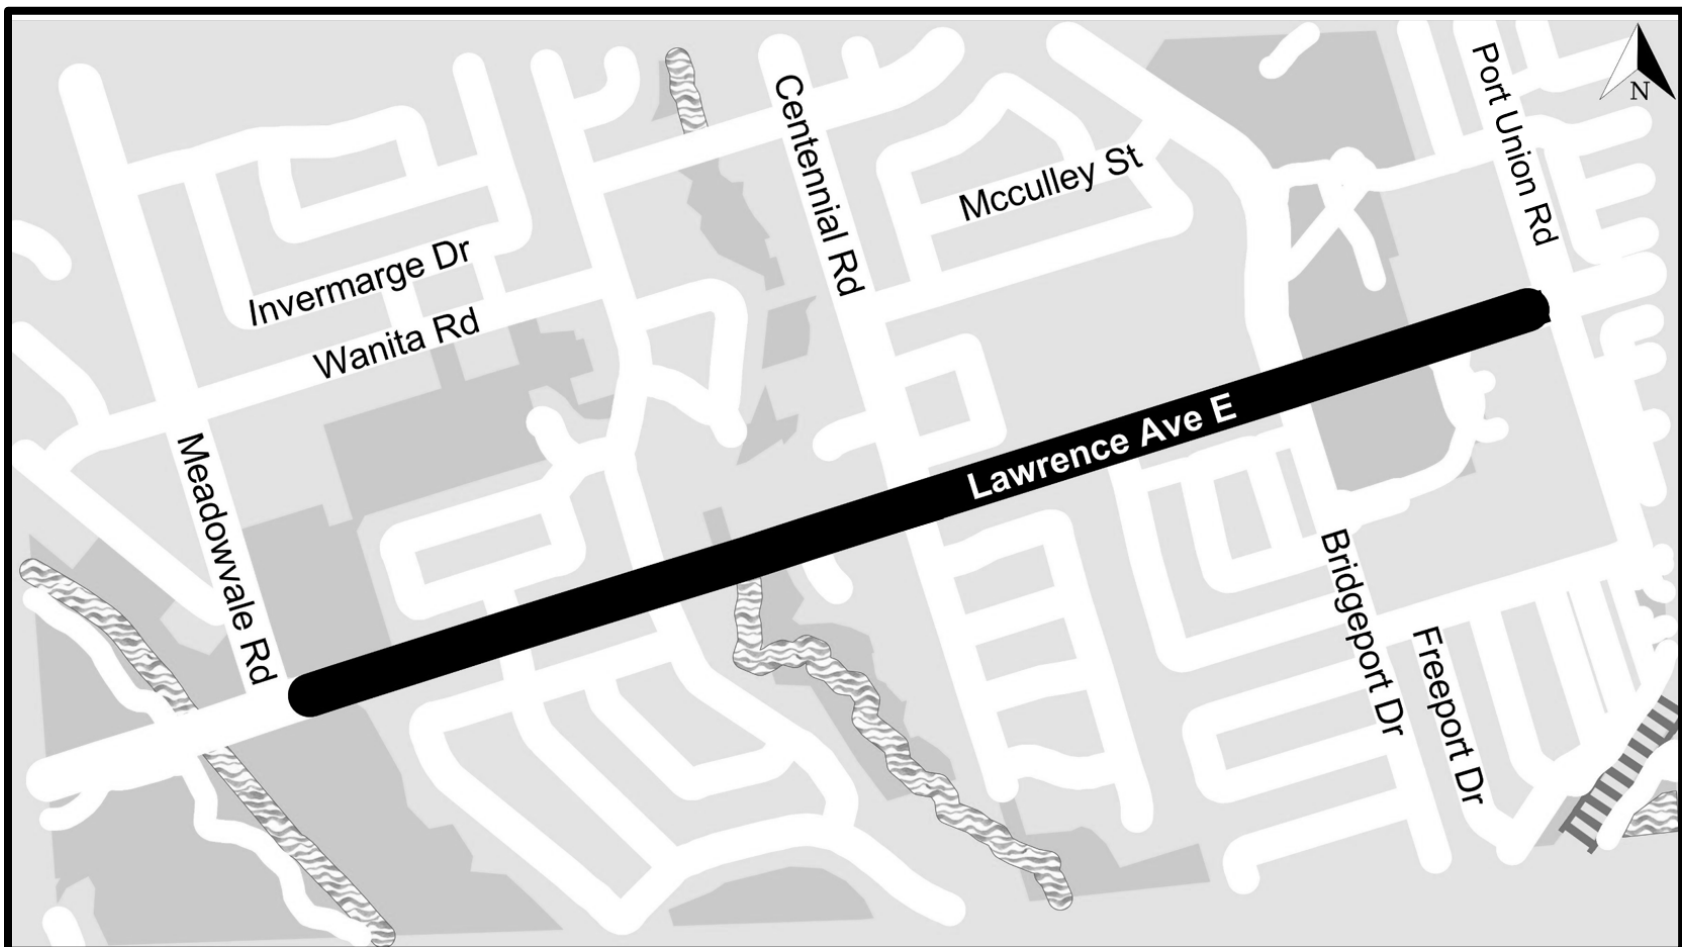 Port Union Rd
N
Centennial Rd
Mcculley St
Invermarge Dr
Wanita Rd
Lawrence Ave E
Meadowvale Rd
Bridgeport Dr
Freeport Dr